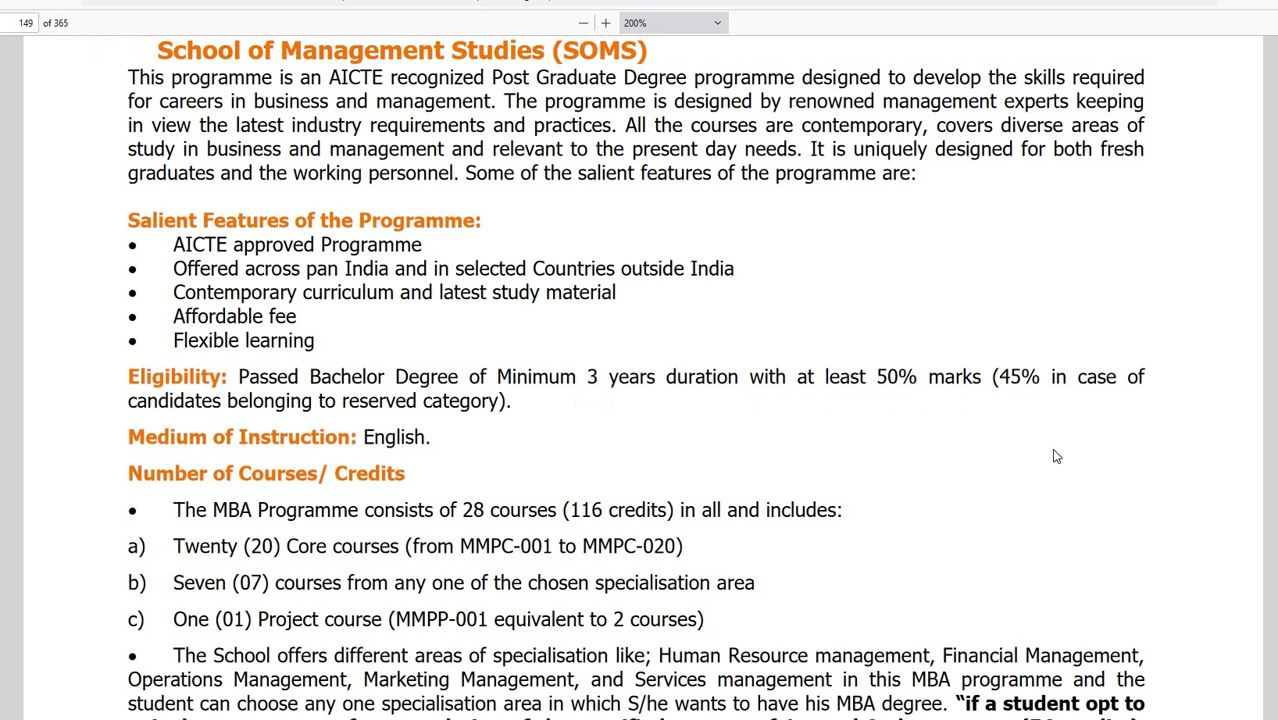 149 of 365
200%
School of Management Studies (SOMS)
This programme is an AICTE recognized Post Graduate Degree programme designed to develop the skills required
for careers in business and management. The programme is designed by renowned management experts keeping
in view the latest industry requirements and practices. All the courses are contemporary, covers diverse areas of
study in business and management and relevant to the present day needs. It is uniquely designed for both fresh
graduates and the working personnel. Some of the salient features of the programme are:
Salient Features of the Programme:
• AICTE approved Programme
• Offered across pan India and in selected Countries outside India
• Contemporary curriculum and latest study material
• Affordable fee
• Flexible learning
Eligibility: Passed Bachelor Degree of Minimum 3 years duration with at least 50% marks (45% in case of
candidates belonging to reserved category).
Medium of Instruction: English.
Number of Courses/ Credits
• The MBA Programme consists of 28 courses (116 credits) in all and includes:
a) Twenty (20) Core courses (from MMPC-001 to MMPC-020)
b) Seven (07) courses from any one of the chosen specialisation area
c) One (01) Project course (MMPP-001 equivalent to 2 courses)
• The School offers different areas of specialisation like; Human Resource management, Financial Management,
Operations Management, Marketing Management, and Services management in this MBA programme and the
student can choose any one specialisation area in which S/he wants to have his MBA degree. “if a student opt to